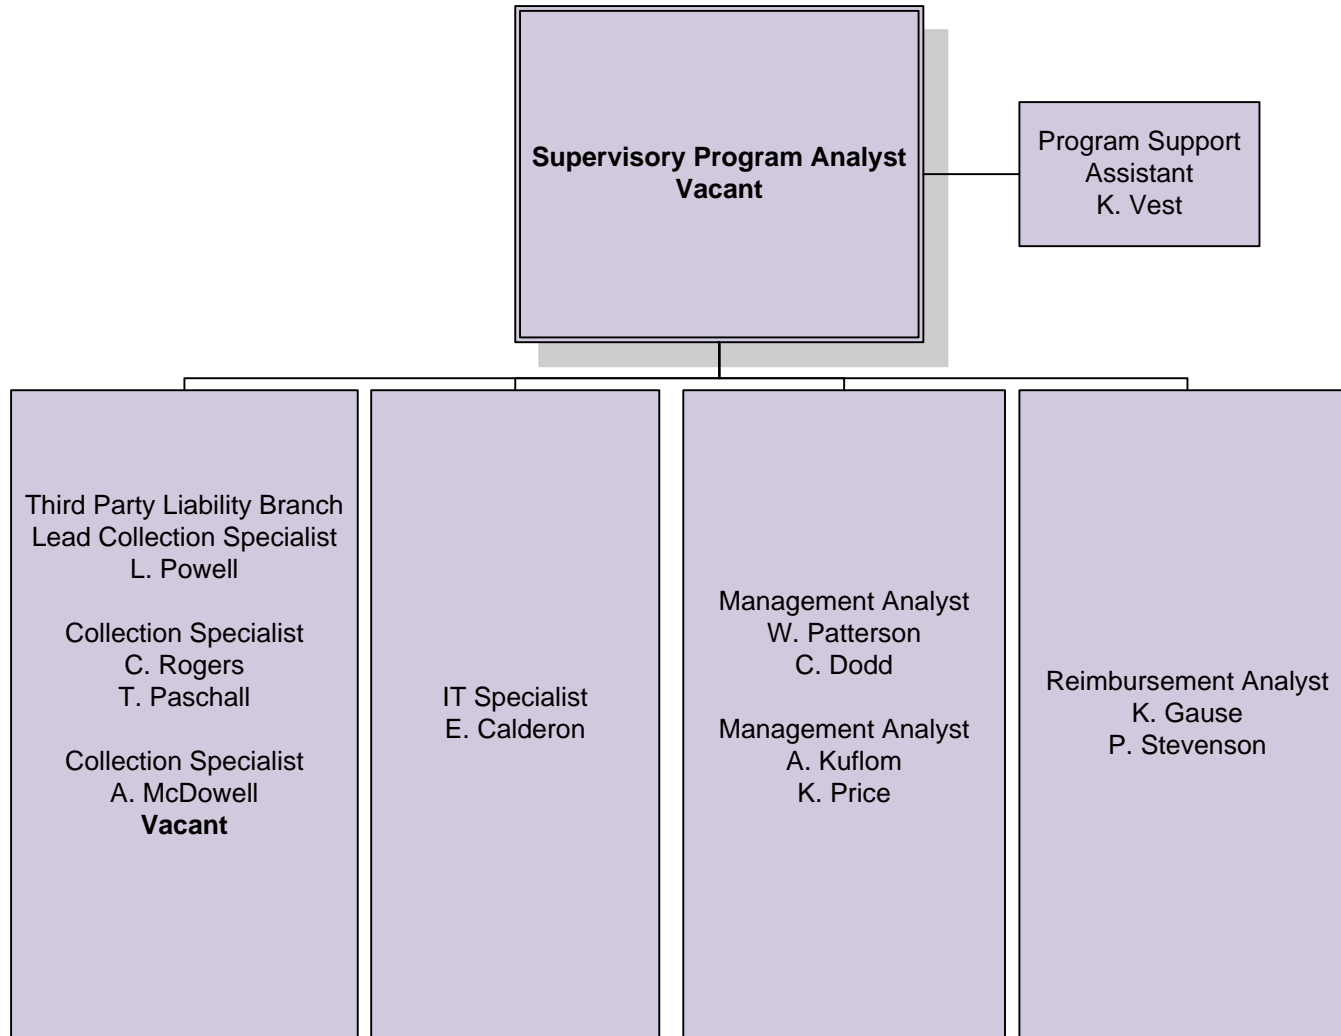 Supervisory Program Analyst
Vacant
Program Support
Assistant
K. Vest
Third Party Liability Branch
Lead Collection Specialist
L. Powell
Collection Specialist
C. Rogers
T. Paschall
Collection Specialist
A. McDowell
Vacant
IT Specialist
E. Calderon
Management Analyst
W. Patterson
C. Dodd
Management Analyst
A. Kuflom
K. Price
Reimbursement Analyst
K. Gause
P. Stevenson